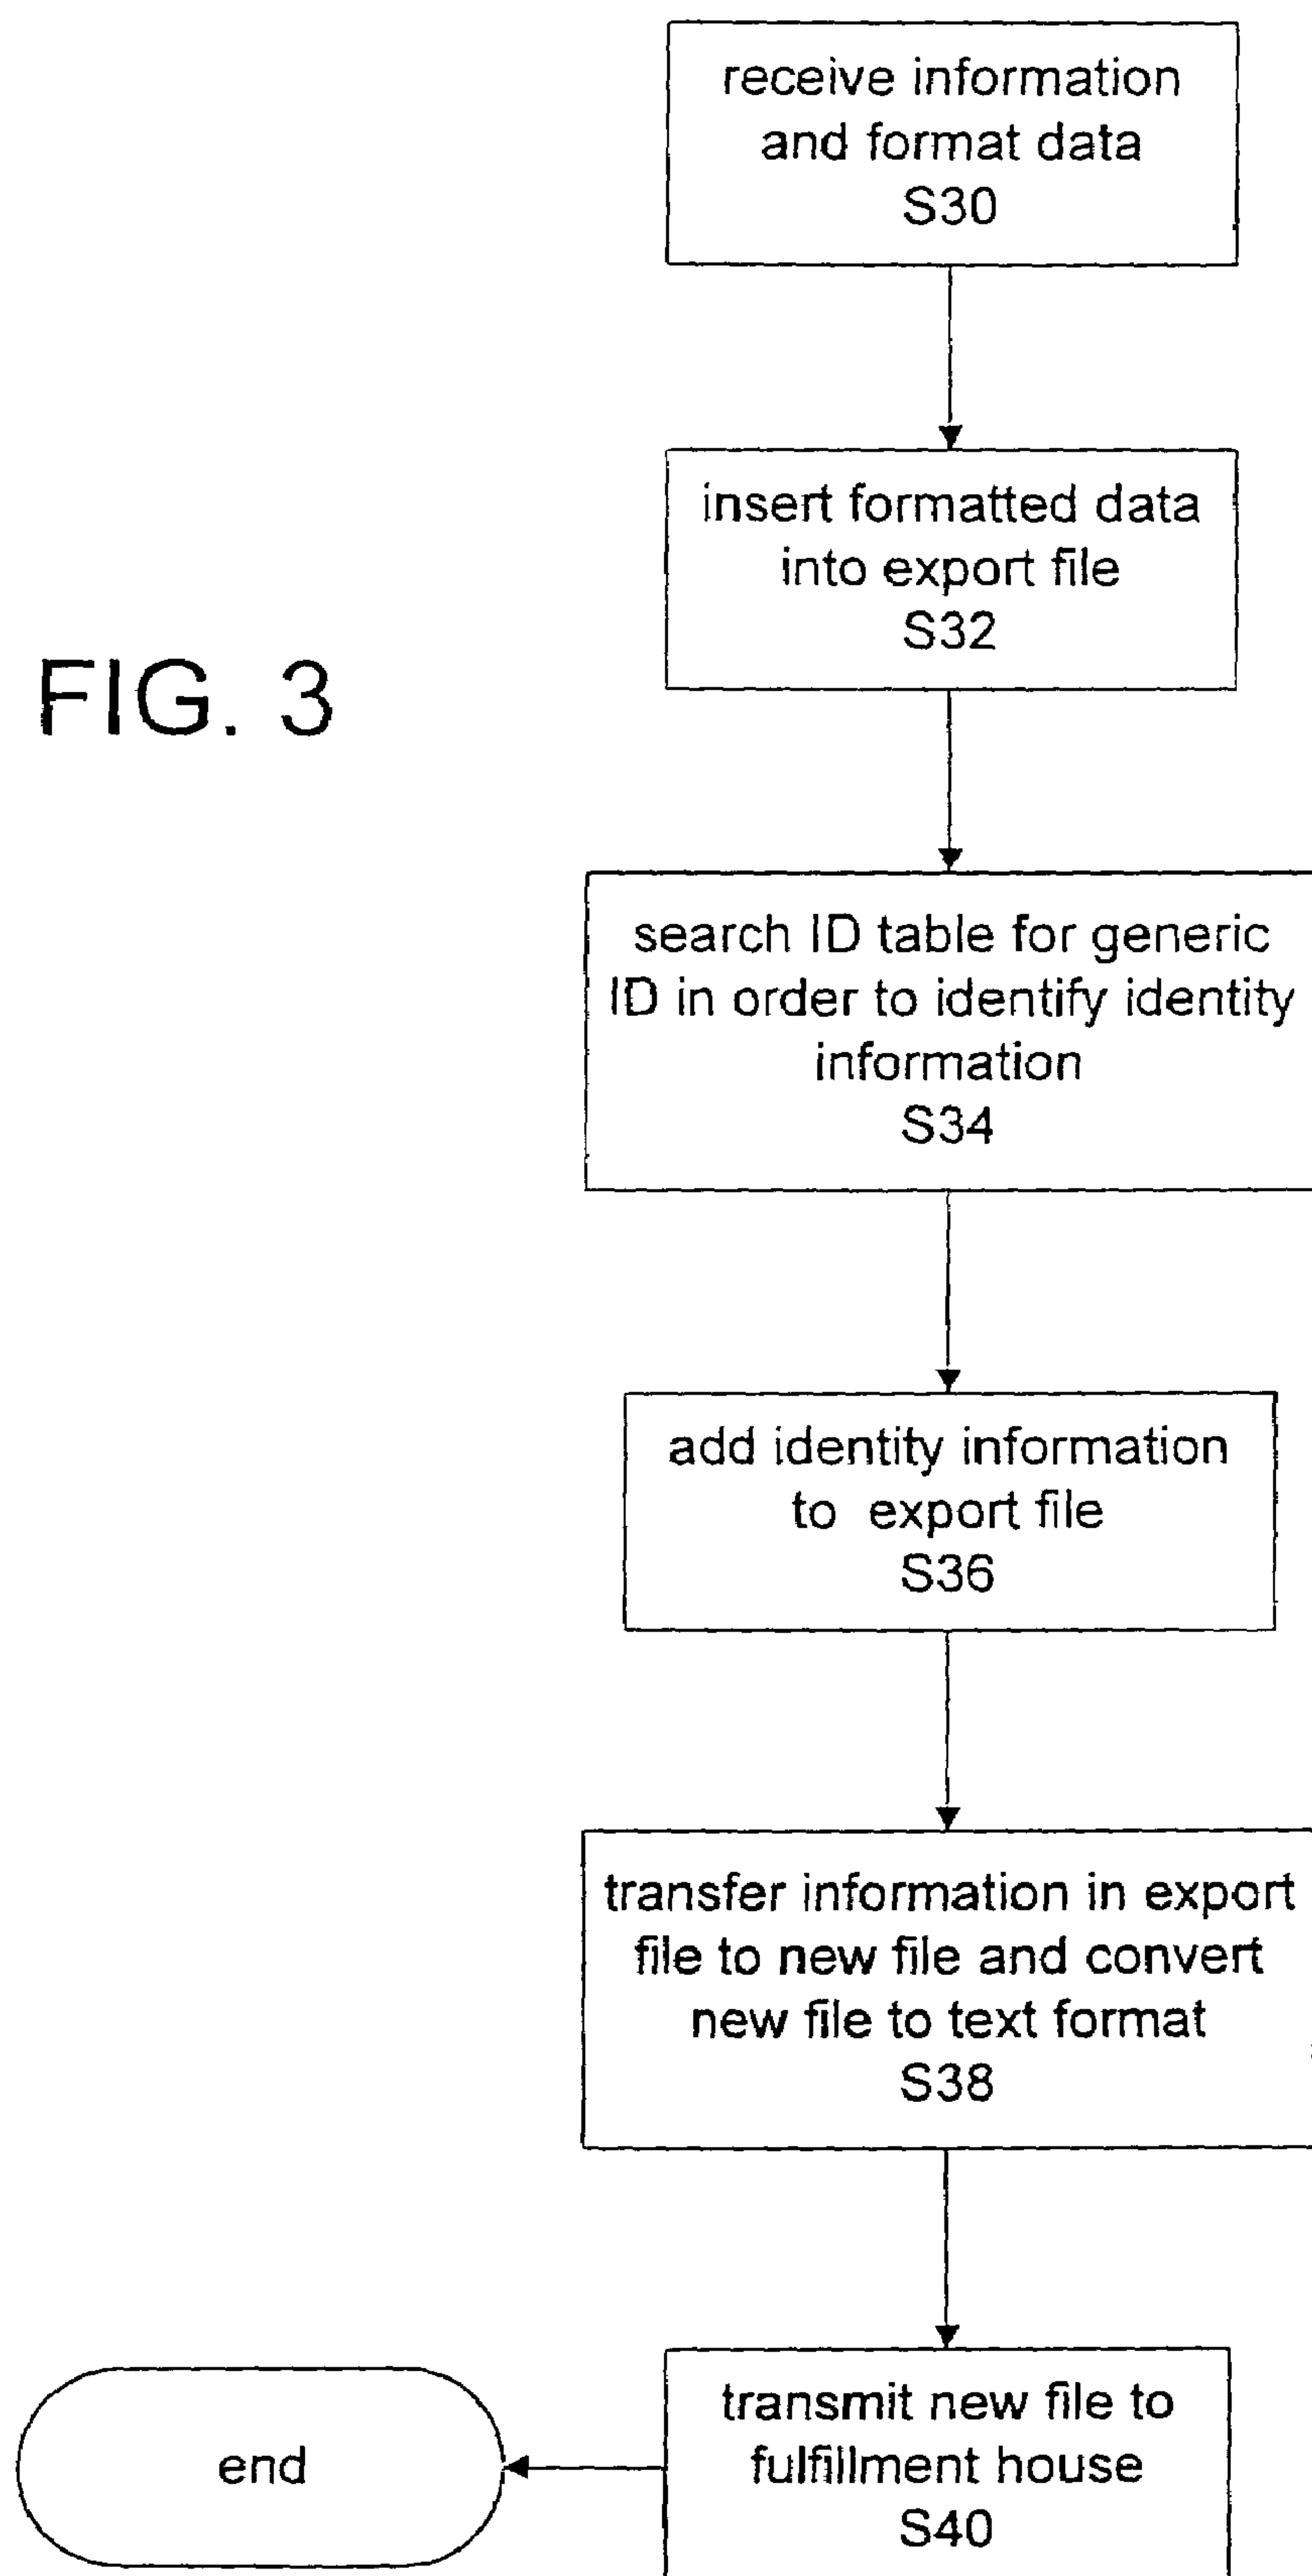 receive information
and format data
S30
insert formatted data
into export file
S32
FIG. 3
search ID table for generic
ID in order to identify identity
information
S34
add identity information
to export file
S36
transfer information in export
file to new file and convert
new file to text format
S38
transmit new file to
fulfillment house
S40
end